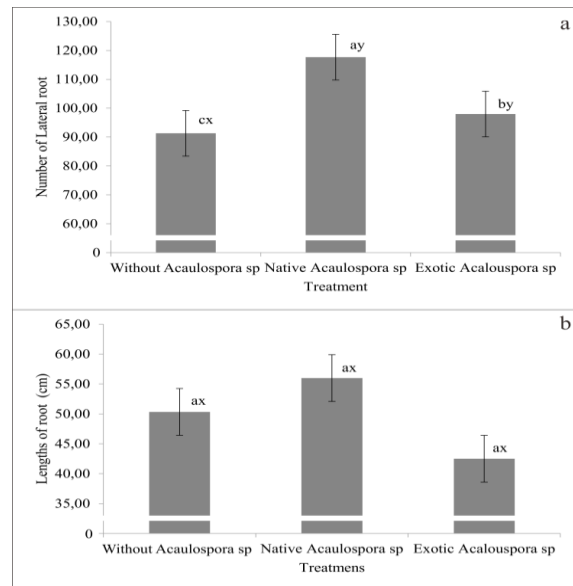 a
Number of Lateral root
130,00
120,00
110,00
100,00
90,00
80,00
70,00
60,00
0
cx
ay
by
Without Acaulospora sp Native Acaulospora sp Exotic Acalouspora sp
Treatment
b
Lengths of root (cm)
65,00
60,00
55,00
50,00
45,00
40,00
35,00
0
ax
ax
ax
Without Acaulospora sp Native Acaulospora sp Exotic Acalouspora sp
Treatmens